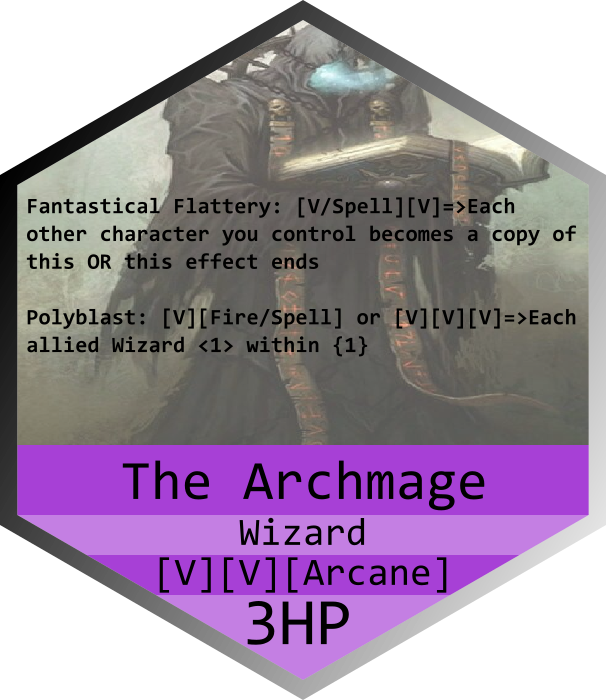 Fantastical Flattery: [V/Spell][V]=>Each
other character you control becomes a copy of
this OR this effect ends
Polyblast: [V][Fire/Spell] or [V][V][V]=>Each
allied Wizard <1> within {1}
The Archmage
Wizard
[V][V][Arcane]
3HP